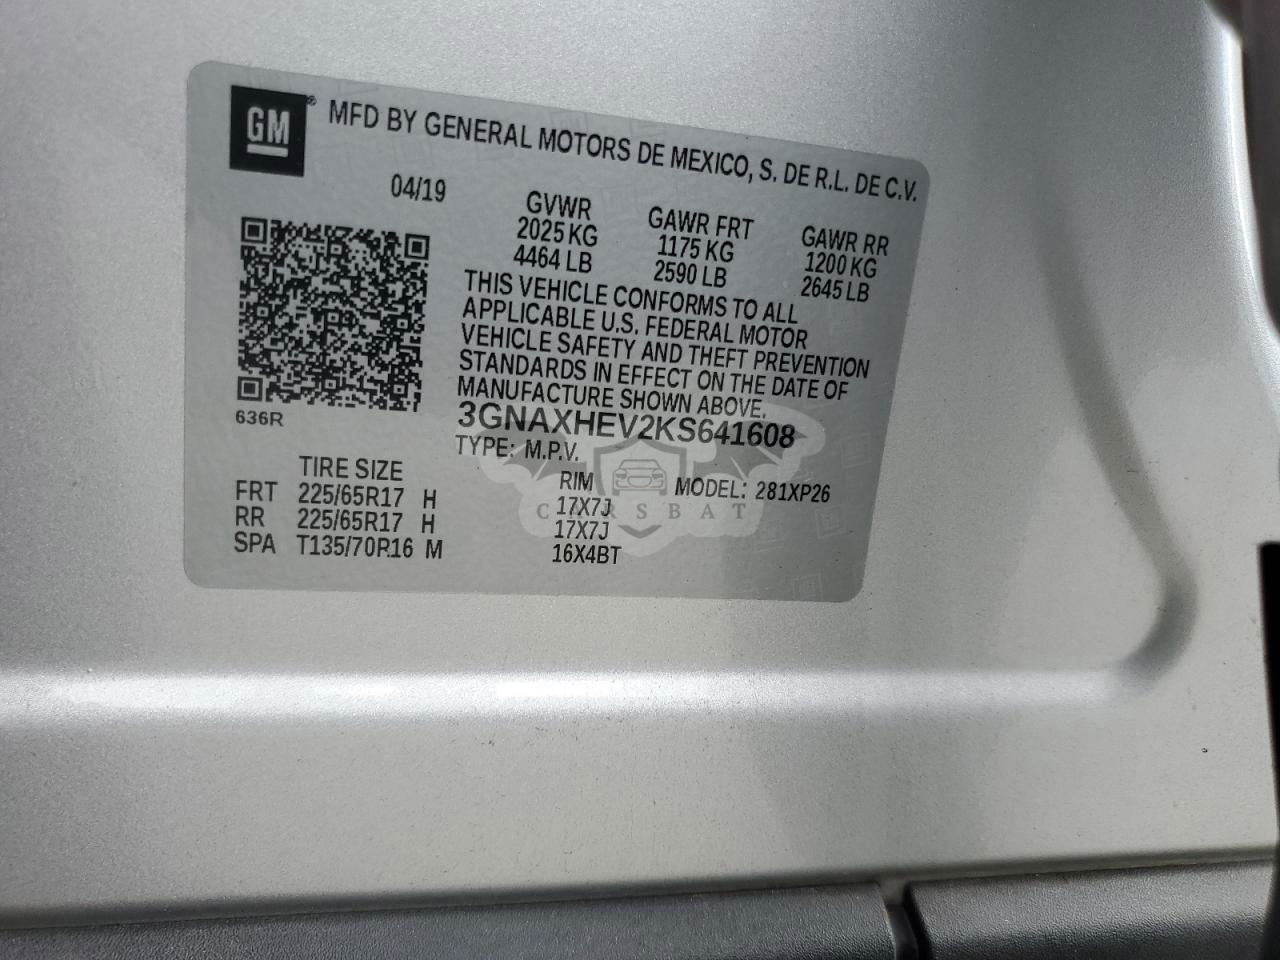 GM ® MFD BY GENERAL MOTORS DE MEXICO, S. DE R.L. DE C.V.
04/19 GVWR GAWR FRT GAWR RR
2025 KG 1175 KG 1200 KG
4464 LB 2590 LB 2645 LB
THIS VEHICLE CONFORMS TO ALL
APPLICABLE U.S. FEDERAL MOTOR
VEHICLE SAFETY AND THEFT PREVENTION
STANDARDS IN EFFECT ON THE DATE OF
MANUFACTURE SHOWN ABOVE.
636R
3GNAXHEV2KS641608
TYPE: M.P.V.
TIRE SIZE RIM MODEL: 281XP26
FRT 225/65R17 H 17X7J
RR 225/65R17 H 17X7J
SPA T135/70R16 M 16X4BT
CARSBAT